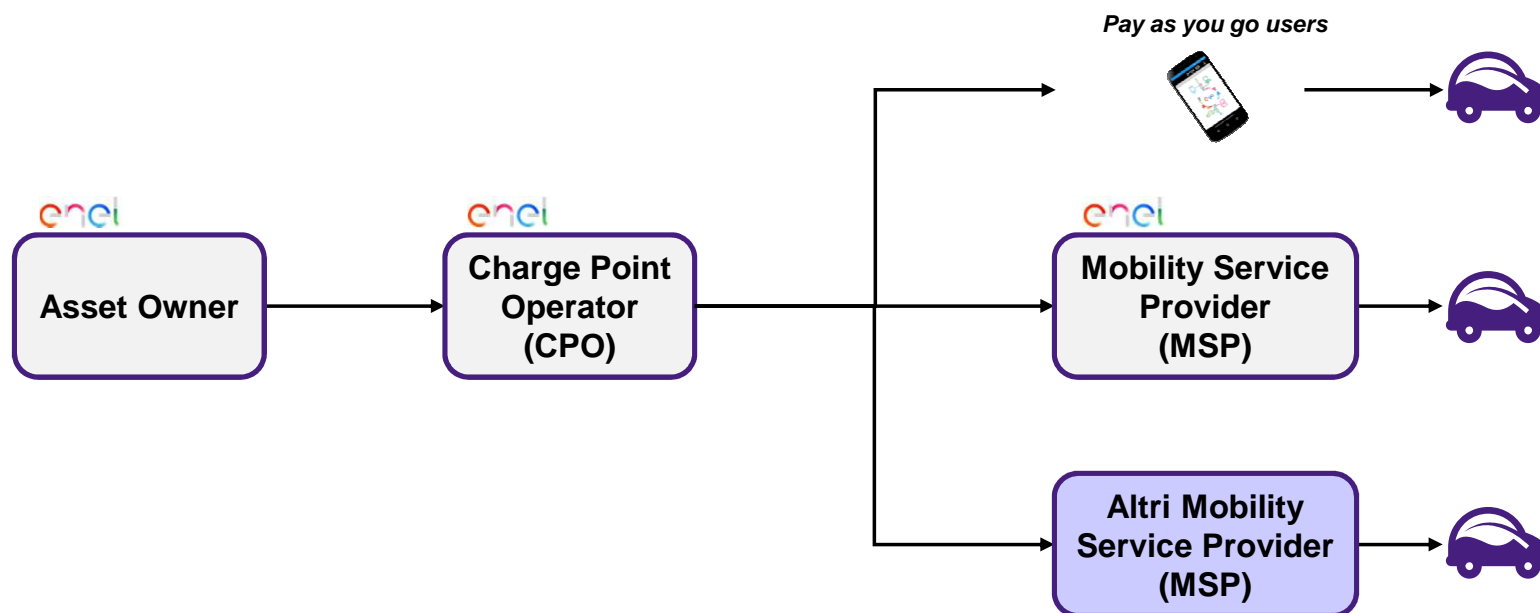 Pay as you go users
enel
enel
enel
Asset Owner
Charge Point
Operator
(CPO)
Mobility Service
Provider
(MSP)
Altri Mobility
Service Provider
(MSP)